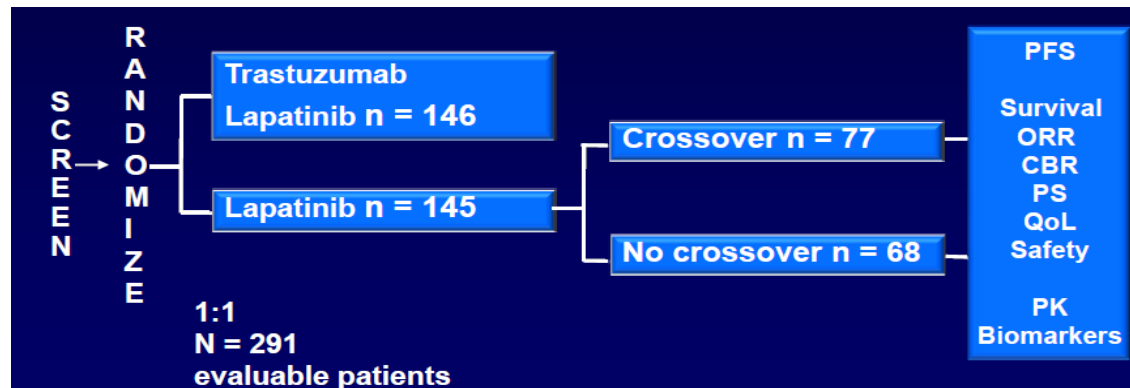 SCREEN
RANDOMIZE
Trastuzumab
Lapatinib n = 146
Lapatinib n = 145
Crossover n = 77
No crossover n = 68
PFS
Survival
ORR
CBR
PS
QoL
Safety
PK
Biomarkers
1:1
N = 291
evaluable patients